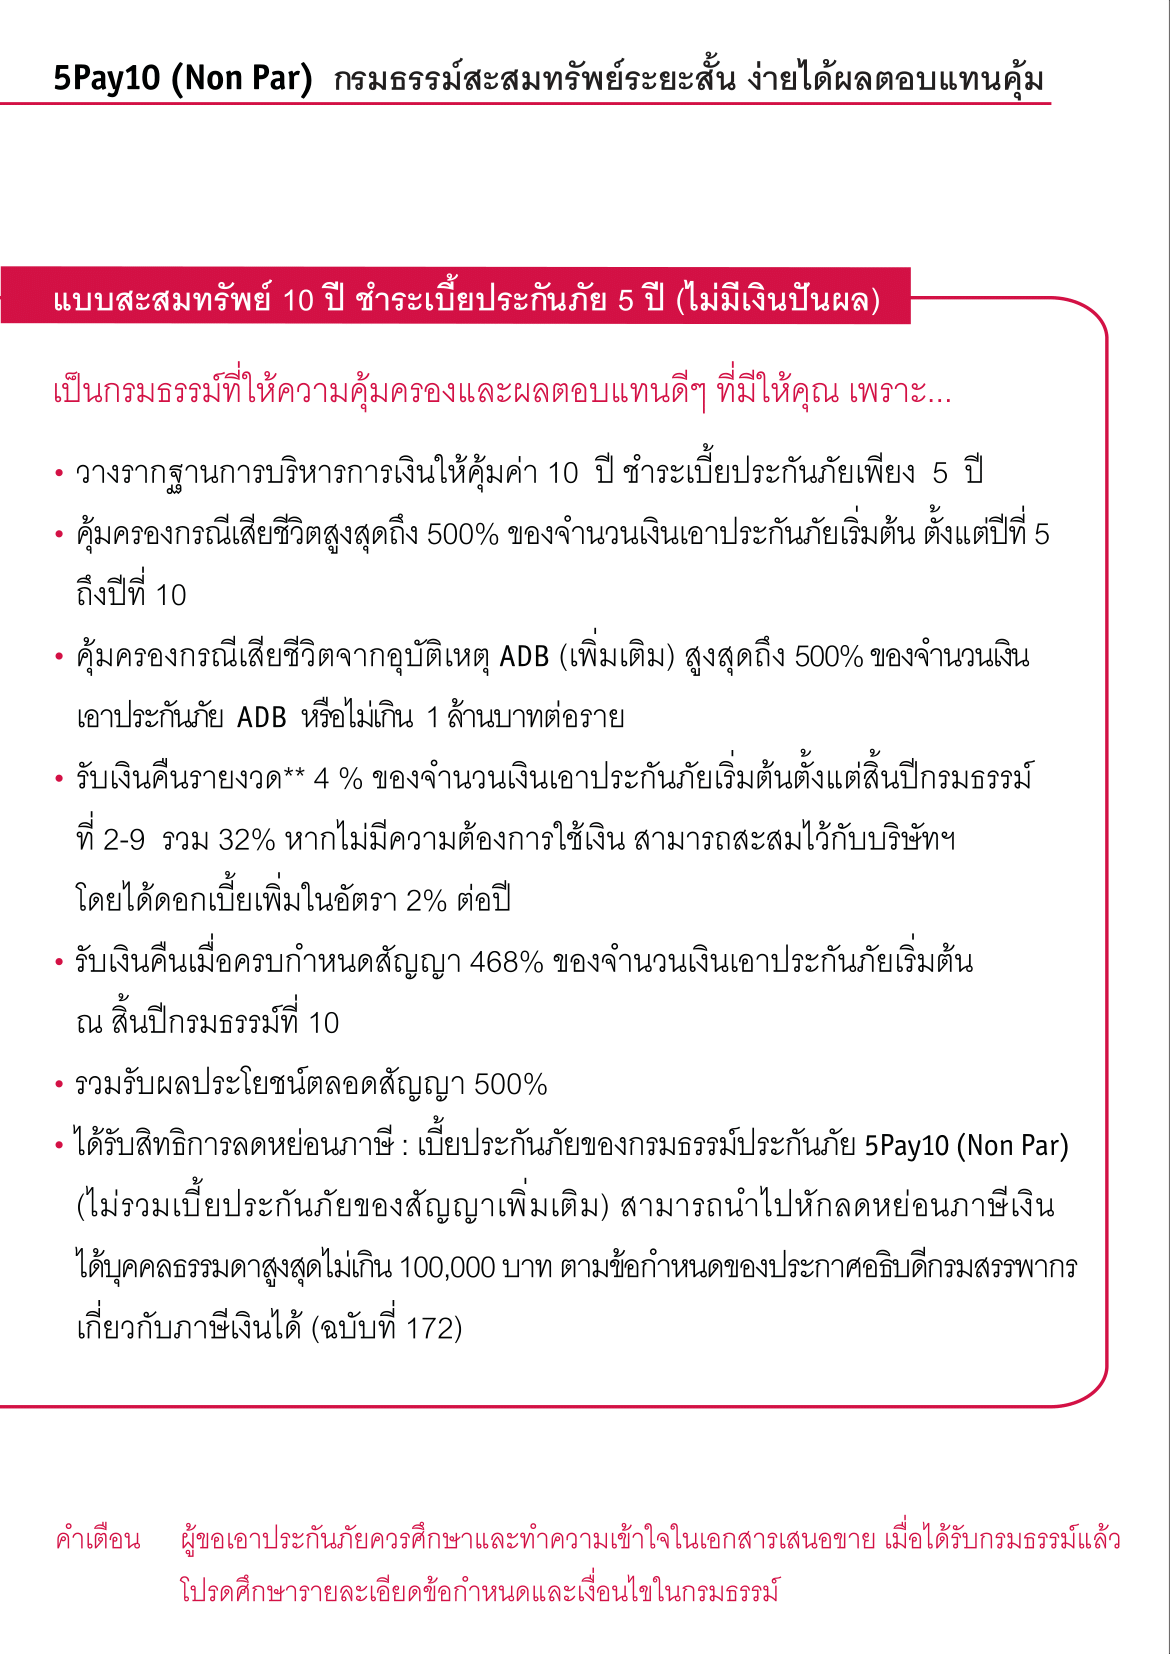 5Pay10 (Non Par) กรมธรรม์สะสมทรัพย์ระยะสั้น ง่ายได้ผลตอบแทนคุ้ม
แบบสะสมทรัพย์ 10 ปี ชำระเบี้ยประกันภัย 5 ปี (ไม่มีเงินปันผล)
เป็นกรมธรรม์ที่ให้ความคุ้มครองและผลตอบแทนดีๆ ที่มีให้คุณ เพราะ...
• วางรากฐานการบริหารการเงินให้คุ้มค่า 10 ปี ชำระเบี้ยประกันภัยเพียง 5 ปี
• คุ้มครองกรณีเสียชีวิตสูงสุดถึง 500% ของจำนวนเงินเอาประกันภัยเริ่มต้น ตั้งแต่ปีที่ 5
ถึงปีที่ 10
• คุ้มครองกรณีเสียชีวิตจากอุบัติเหตุ ADB (เพิ่มเติม) สูงสุดถึง 500% ของจำนวนเงิน
เอาประกันภัย ADB หรือไม่เกิน 1 ล้านบาทต่อราย
• รับเงินคืนรายงวด** 4 % ของจำนวนเงินเอาประกันภัยเริ่มต้นตั้งแต่สิ้นปีกรมธรรม์
ที่ 2-9 รวม 32% หากไม่มีความต้องการใช้เงิน สามารถสะสมไว้กับบริษัทฯ
โดยได้ดอกเบี้ยเพิ่มในอัตรา 2% ต่อปี
• รับเงินคืนเมื่อครบกำหนดสัญญา 468% ของจำนวนเงินเอาประกันภัยเริ่มต้น
ณ สิ้นปีกรมธรรม์ที่ 10
• รวมรับผลประโยชน์ตลอดสัญญา 500%
• ได้รับสิทธิการลดหย่อนภาษี : เบี้ยประกันภัยของกรมธรรม์ประกันภัย 5Pay10 (Non Par)
(ไม่รวมเบี้ยประกันภัยของสัญญาเพิ่มเติม) สามารถนำไปหักลดหย่อนภาษีเงิน
ได้บุคคลธรรมดาสูงสุดไม่เกิน 100,000 บาท ตามข้อกำหนดของประกาศอธิบดีกรมสรรพากร
เกี่ยวกับภาษีเงินได้ (ฉบับที่ 172)
คำเตือน ผู้ขอเอาประกันภัยควรศึกษาและทำความเข้าใจในเอกสารเสนอขาย เมื่อได้รับกรมธรรม์แล้ว
โปรดศึกษารายละเอียดข้อกำหนดและเงื่อนไขในกรมธรรม์